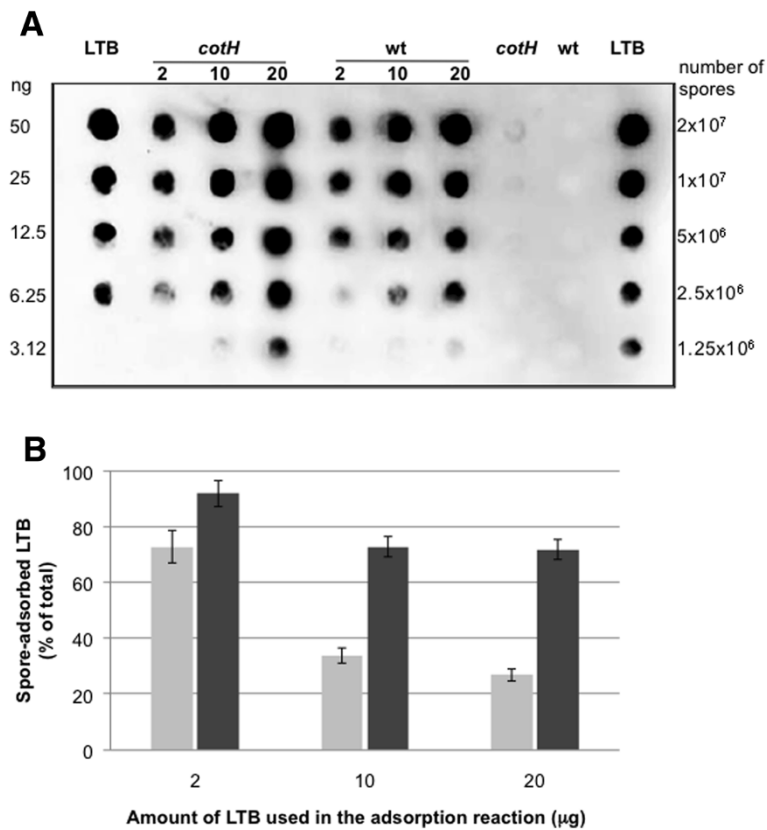 A
LTB cotH wt cotH wt LTB
2 10 20 2 10 20
number of
spores
ng
50 2x10⁷
25 1x10⁷
12.5 5x10⁶
6.25 2.5x10⁶
3.12 1.25x10⁶
B
100
80
60
40
20
0
Spore-adsorbed LTB
(% of total)
2 10 20
Amount of LTB used in the adsorption reaction (μg)